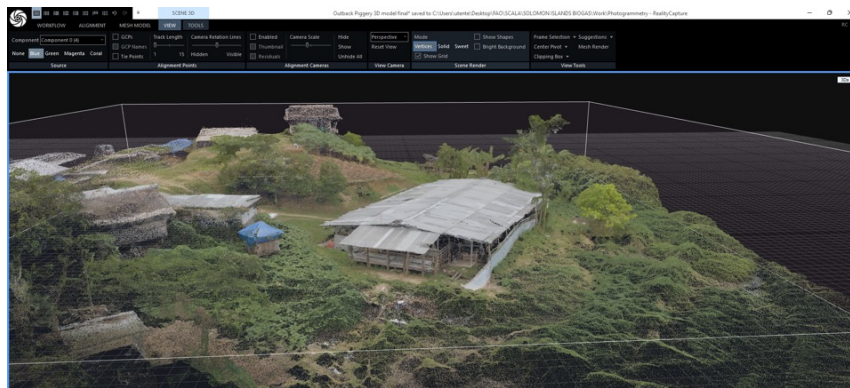 SCENE 3D
Outback Piggery 3D model final* saved to C:\Users\utente\Desktop\FAO\SCALA\SOLOMON ISLANDS BIOGAS\Work\Photogrammetry - RealityCapture
WORKFLOW ALIGNMENT MESH MODEL VIEW TOOLS
RC
Component Component 0 (4)
GCPs
Track Length
Camera Relation Lines
Enabled
Camera Scale
Hide
Perspective
Mode
Show Shapes
Frame Selection
Suggestions
GCP Names
Thumbnail
Show
Reset View
Vertices Solid Sweet
Bright Background
Center Pivot
Mesh Render
None Blue Green Magenta Coral
Tie Points
1 15
Hidden Visible
Residuals
Unhide All
Show Grid
Clipping Box
Source
Alignment Points
Alignment Cameras
View Camera
Scene Render
View Tools